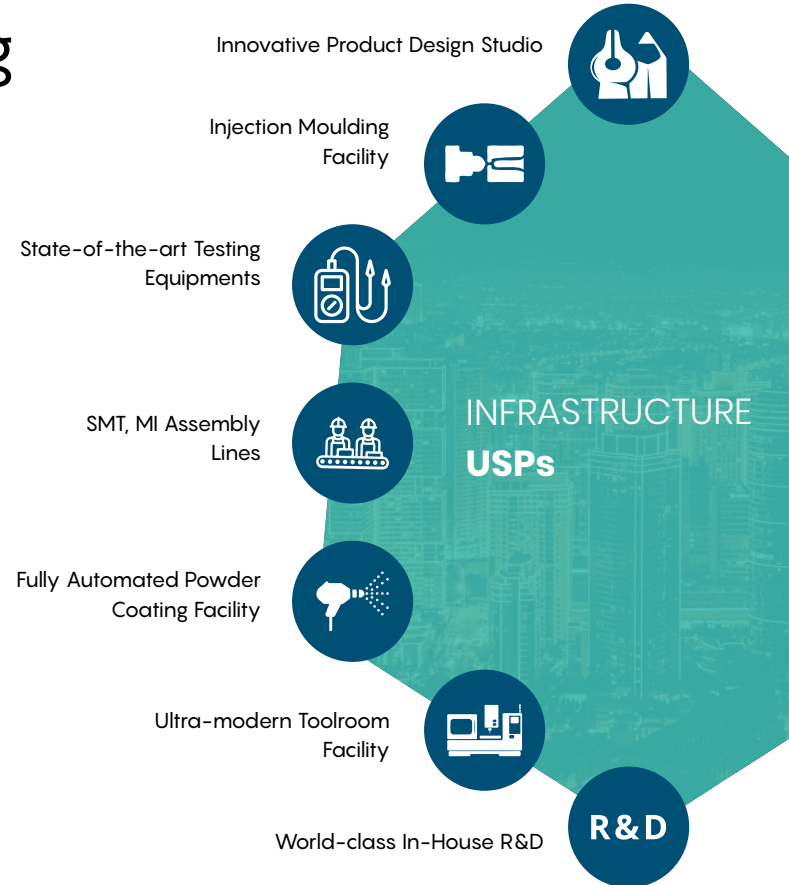 g
Innovative Product Design Studio
Injection Moulding
Facility
State-of-the-art Testing
Equipments
SMT, MI Assembly
Lines
INFRASTRUCTURE
USPs
Fully Automated Powder
Coating Facility
Ultra-modern Toolroom
Facility
R&D
World-class In-House R&D